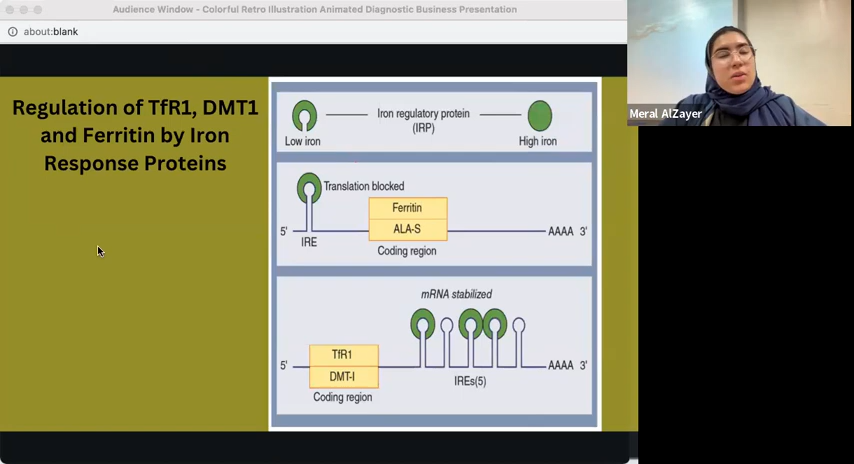 Audience Window - Colorful Retro Illustration Animated Diagnostic Business Presentation
about:blank
Meral AlZayer
Regulation of TfR1, DMT1
and Ferritin by Iron
Response Proteins
Iron regulatory protein
(IRP)
Low iron
High iron
Translation blocked
Ferritin
ALA-S
5'
AAAA 3'
IRE
Coding region
mRNA stabilized
TfR1
DMT-I
5'
AAAA 3'
IREs(5)
Coding region